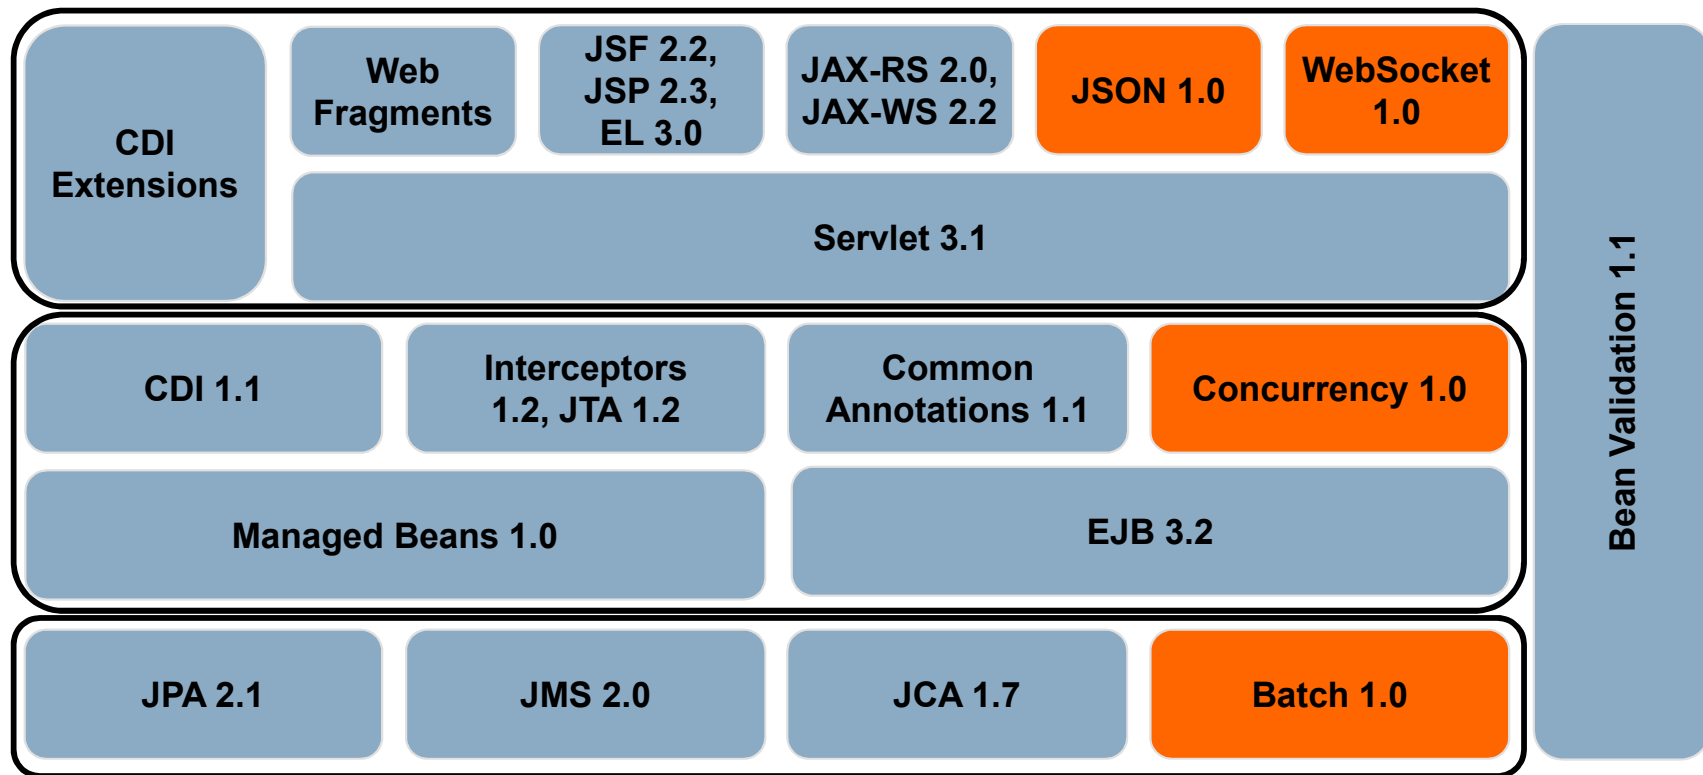 CDI
Extensions
Web
Fragments
JSF 2.2,
JSP 2.3,
EL 3.0
JAX-RS 2.0,
JAX-WS 2.2
JSON 1.0
WebSocket
1.0
Servlet 3.1
CDI 1.1
Interceptors
1.2, JTA 1.2
Common
Annotations 1.1
Concurrency 1.0
Managed Beans 1.0
EJB 3.2
JPA 2.1
JMS 2.0
JCA 1.7
Batch 1.0
Bean Validation 1.1